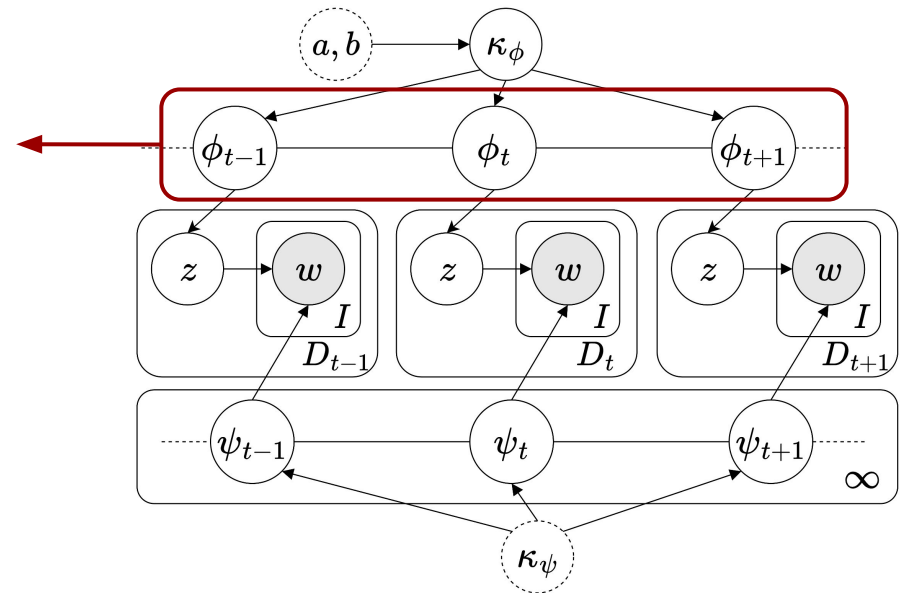 a, b κ_ϕ
ϕ_{t−1} ϕ_t ϕ_{t+1}
z w z w z w
I I I
D_{t−1} D_t D_{t+1}
ψ_{t−1} ψ_t ψ_{t+1}
∞
κ_ψ